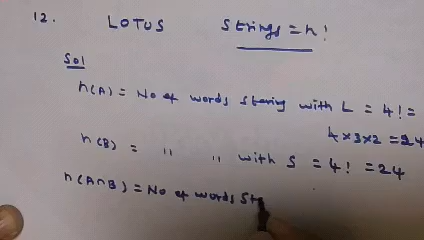 12. LOTUS Strings = n!
Sol
n(A) = No of words staring with L = 4! =
4×3×2 = 24
n(B) = " " with S = 4! = 24
n(A∩B) = No of words St